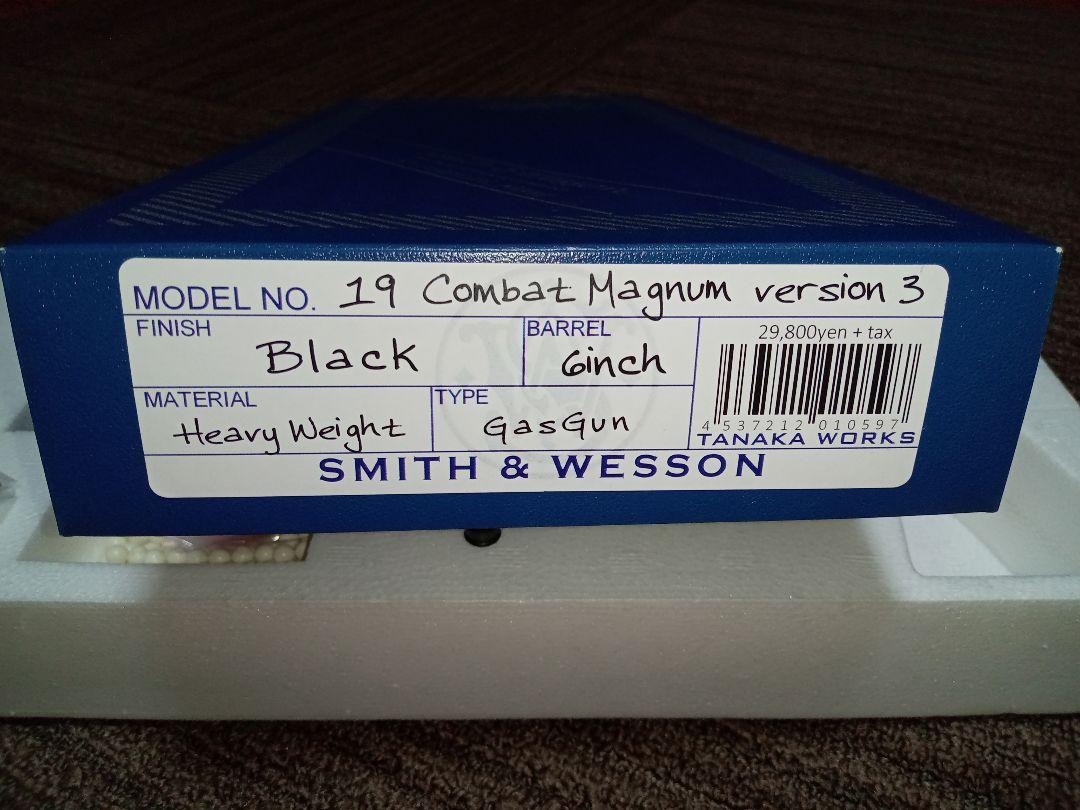 MODEL NO. 19 Combat Magnum version 3
FINISH
Black
BARREL
6inch
29,800yen + tax
MATERIAL
Heavy Weight
TYPE
GasGun
4 537212 010597
TANAKA WORKS
SMITH & WESSON